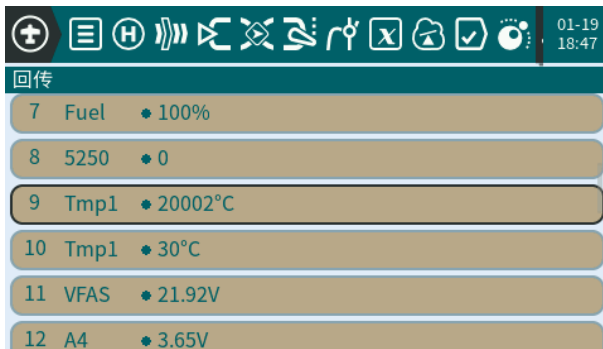 01-19
18:47
回传
7 Fuel 100%
8 5250 0
9 Tmp1 20002°C
10 Tmp1 30°C
11 VFAS 21.92V
12 A4 3.65V